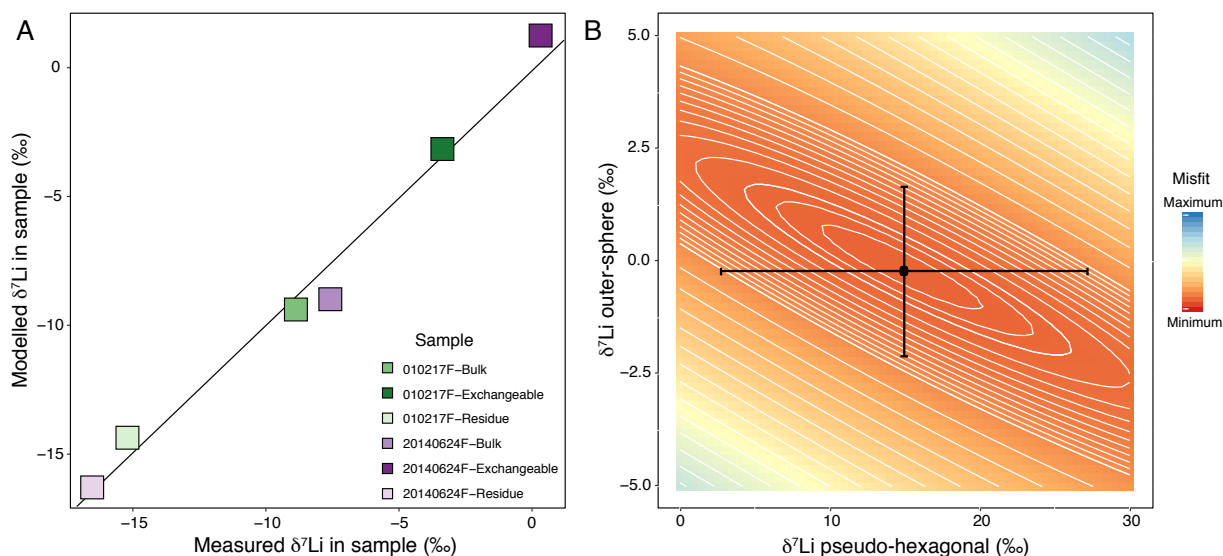 A
Modelled δ⁷Li in sample (‰)
0
−5
−10
−15
−15
−10
−5
0
Measured δ⁷Li in sample (‰)
Sample
010217F−Bulk
010217F−Exchangeable
010217F−Residue
20140624F−Bulk
20140624F−Exchangeable
20140624F−Residue
B
δ⁷Li outer-sphere (‰)
5.0
2.5
0.0
−2.5
−5.0
0
10
20
30
δ⁷Li pseudo-hexagonal (‰)
Misfit
Maximum
Minimum